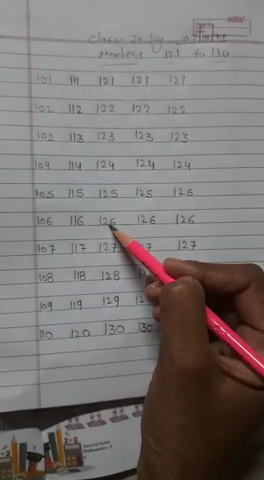 numbers 121 to 130
101 111 121 121 121
102 112 122 122 122
103 113 123 123 123
104 114 124 124 124
105 115 125 125 125
106 116 126 126 126
107 117 127 127 127
108 118 128
109 119 129
110 120 130 130